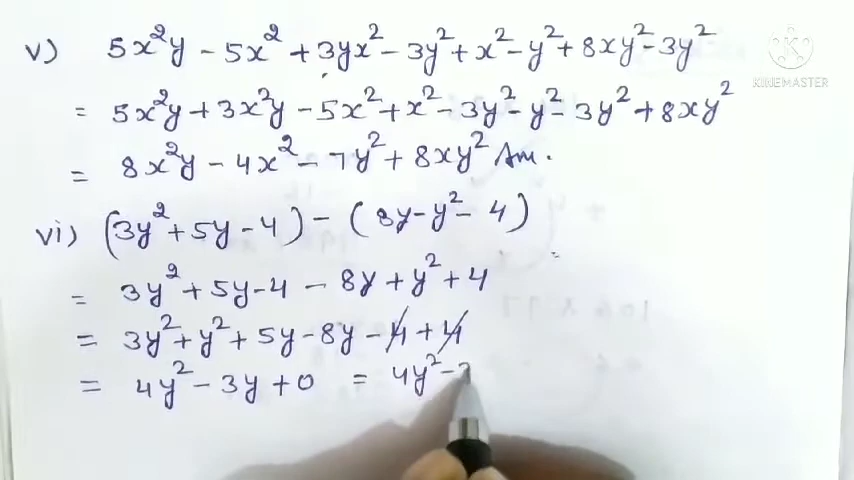 v) 5x²y - 5x² + 3yx² - 3y² + x² - y² + 8xy² - 3y²
KINEMASTER
= 5x²y + 3x²y - 5x² + x² - 3y² - y² - 3y² + 8xy²
= 8x²y - 4x² - 7y² + 8xy² Am.
vi) (3y² + 5y - 4) - (8y - y² - 4)
= 3y² + 5y - 4 - 8y + y² + 4
= 3y² + y² + 5y - 8y - 4 + 4
= 4y² - 3y + 0 = 4y² -